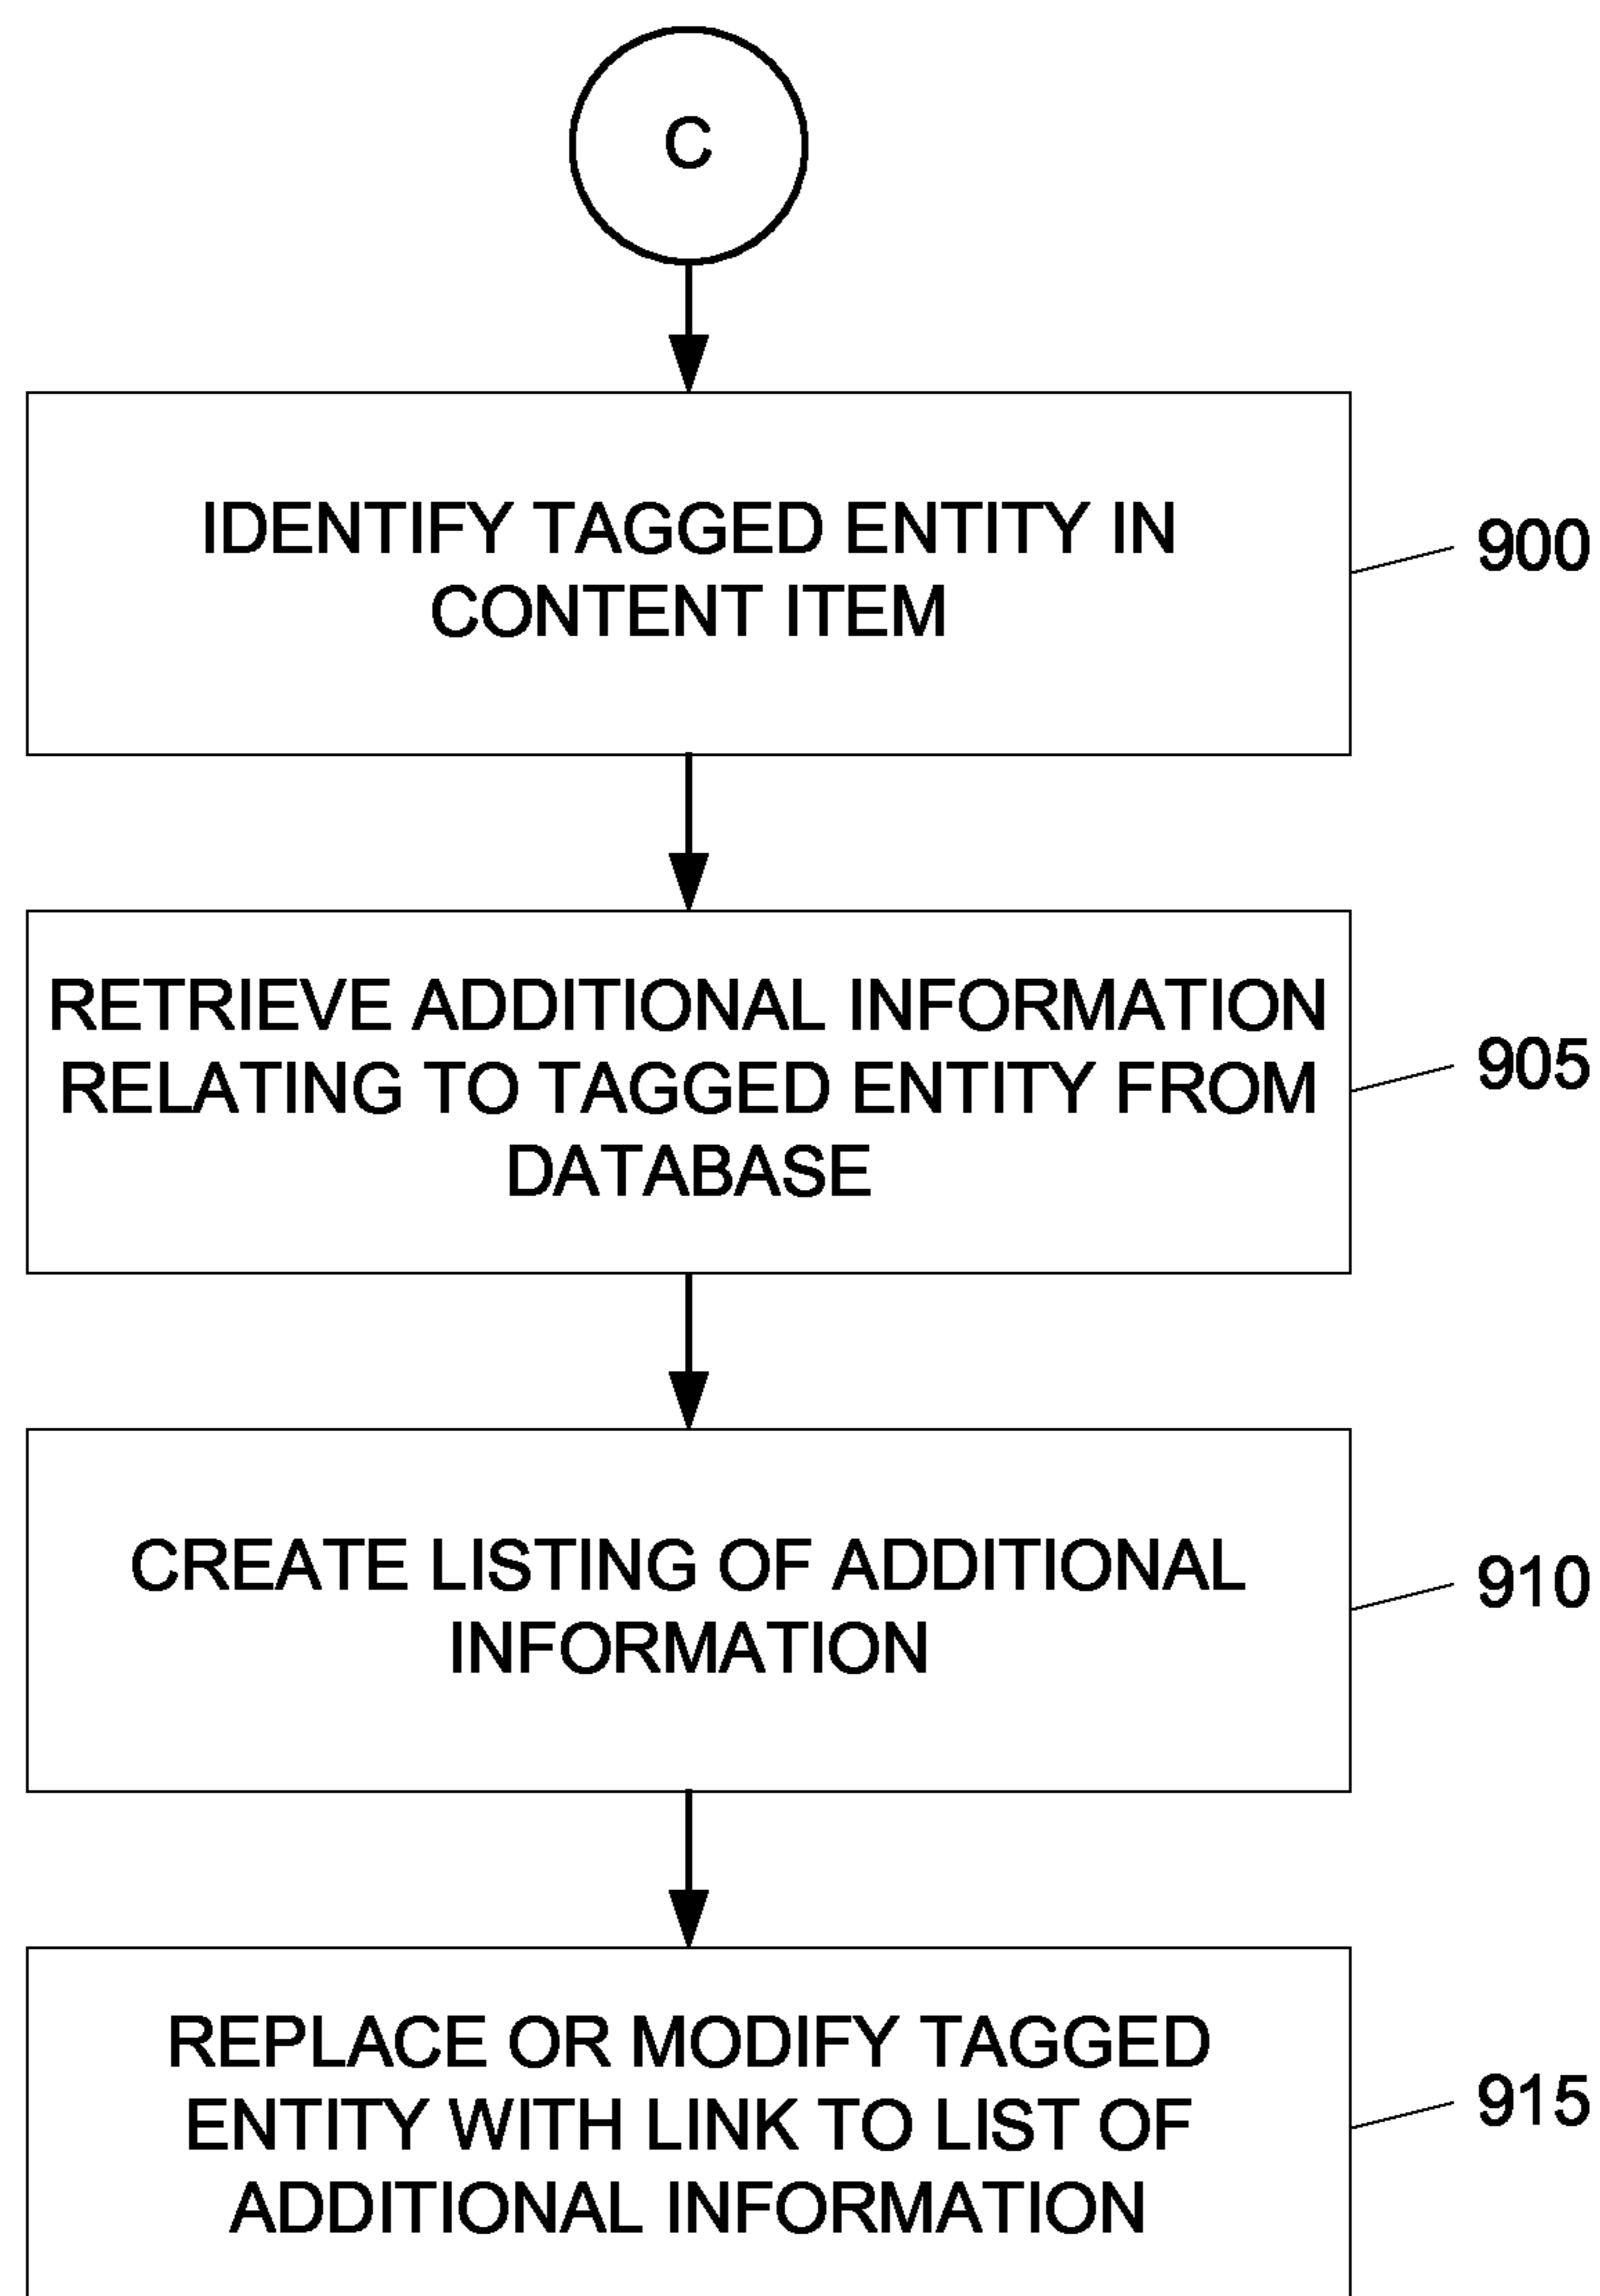 C
IDENTIFY TAGGED ENTITY IN
CONTENT ITEM
900
RETRIEVE ADDITIONAL INFORMATION
RELATING TO TAGGED ENTITY FROM
DATABASE
905
CREATE LISTING OF ADDITIONAL
INFORMATION
910
REPLACE OR MODIFY TAGGED
ENTITY WITH LINK TO LIST OF
ADDITIONAL INFORMATION
915